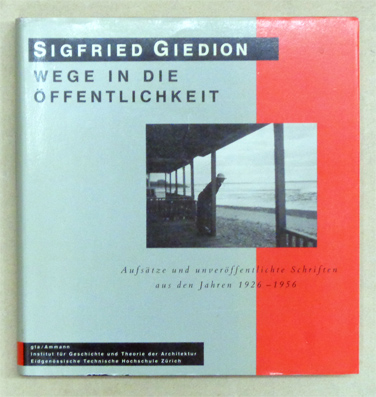 SIGFRIED GIEDION
WEGE IN DIE
ÖFFENTLICHKEIT
Aufsätze und unveröffentlichte Schriften
aus den Jahren 1926–1956
gta/Ammann
Institut für Geschichte und Theorie der Architektur
Eidgenössische Technische Hochschule Zürich